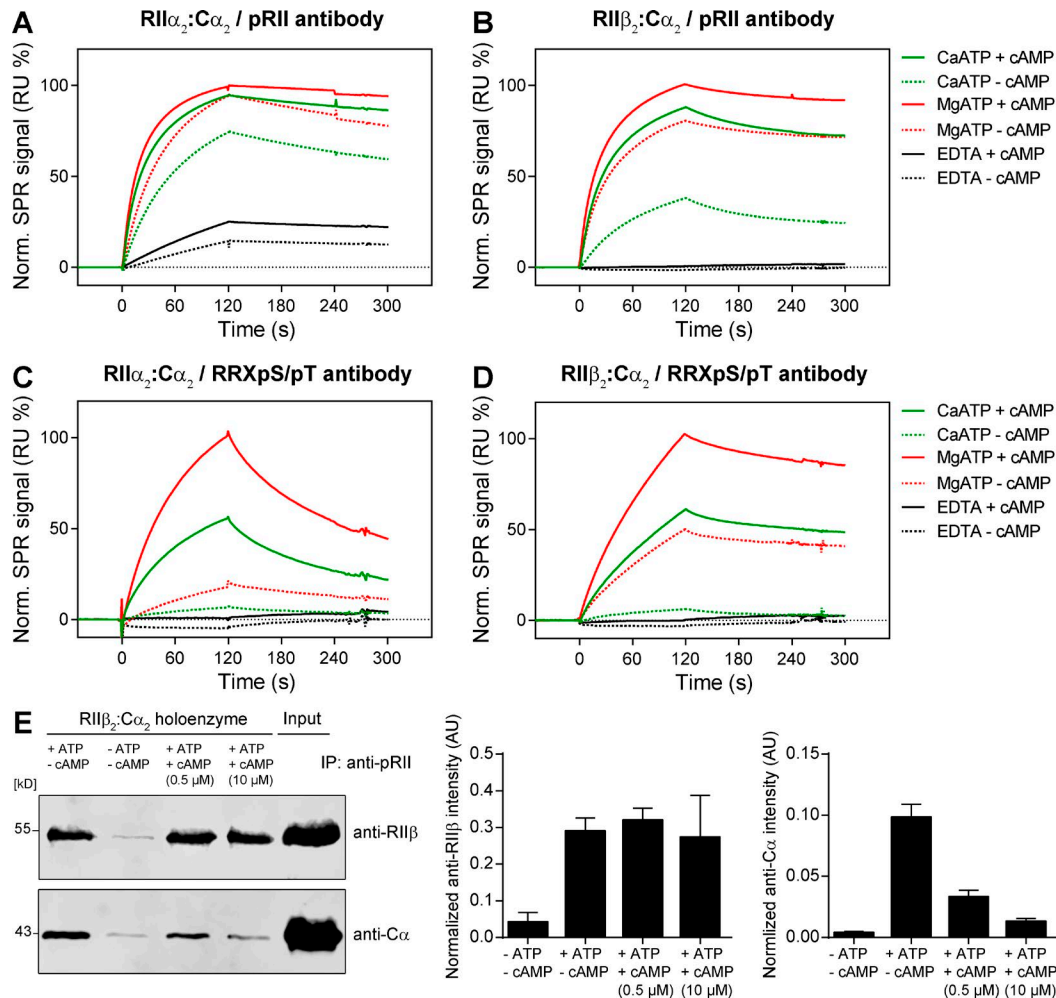 A RIIα₂:Cα₂ / pRII antibody
Norm. SPR signal (RU %)
100
50
0
0 60 120 180 240 300
Time (s)
B RIIβ₂:Cα₂ / pRII antibody
Norm. SPR signal (RU %)
100
50
0
0 60 120 180 240 300
Time (s)
CaATP + cAMP
CaATP - cAMP
MgATP + cAMP
MgATP - cAMP
EDTA + cAMP
EDTA - cAMP
C RIIα₂:Cα₂ / RRXpS/pT antibody
Norm. SPR signal (RU %)
100
50
0
0 60 120 180 240 300
Time (s)
D RIIβ₂:Cα₂ / RRXpS/pT antibody
Norm. SPR signal (RU %)
100
50
0
0 60 120 180 240 300
Time (s)
CaATP + cAMP
CaATP - cAMP
MgATP + cAMP
MgATP - cAMP
EDTA + cAMP
EDTA - cAMP
E RIIβ₂:Cα₂ holoenzyme Input
+ ATP - ATP + ATP + ATP
- cAMP - cAMP + cAMP + cAMP
(0.5 µM) (10 µM)
IP: anti-pRII
[kD]
55
anti-RIIβ
43
anti-Cα
Normalized anti-RIIβ intensity (AU)
0.5
0.4
0.3
0.2
0.1
0.0
- ATP + ATP + ATP + ATP
- cAMP - cAMP + cAMP + cAMP
(0.5 µM) (10 µM)
Normlized anti-Cα intensity (AU)
0.15
0.10
0.05
0.00
- ATP + ATP + ATP + ATP
- cAMP - cAMP + cAMP + cAMP
(0.5 µM) (10 µM)